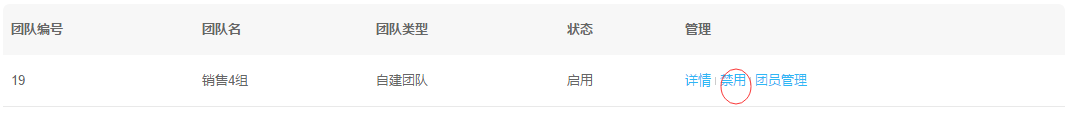 团队编号 团队名 团队类型 状态 管理
19 销售4组 自建团队 启用 详情 | 禁用 | 团员管理